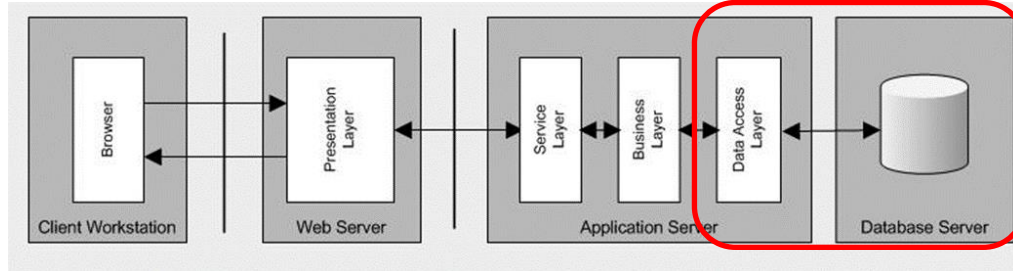 Browser
Client Workstation
Presentation
Layer
Web Server
Service
Layer
Business
Layer
Data Access
Layer
Application Server
Database Server